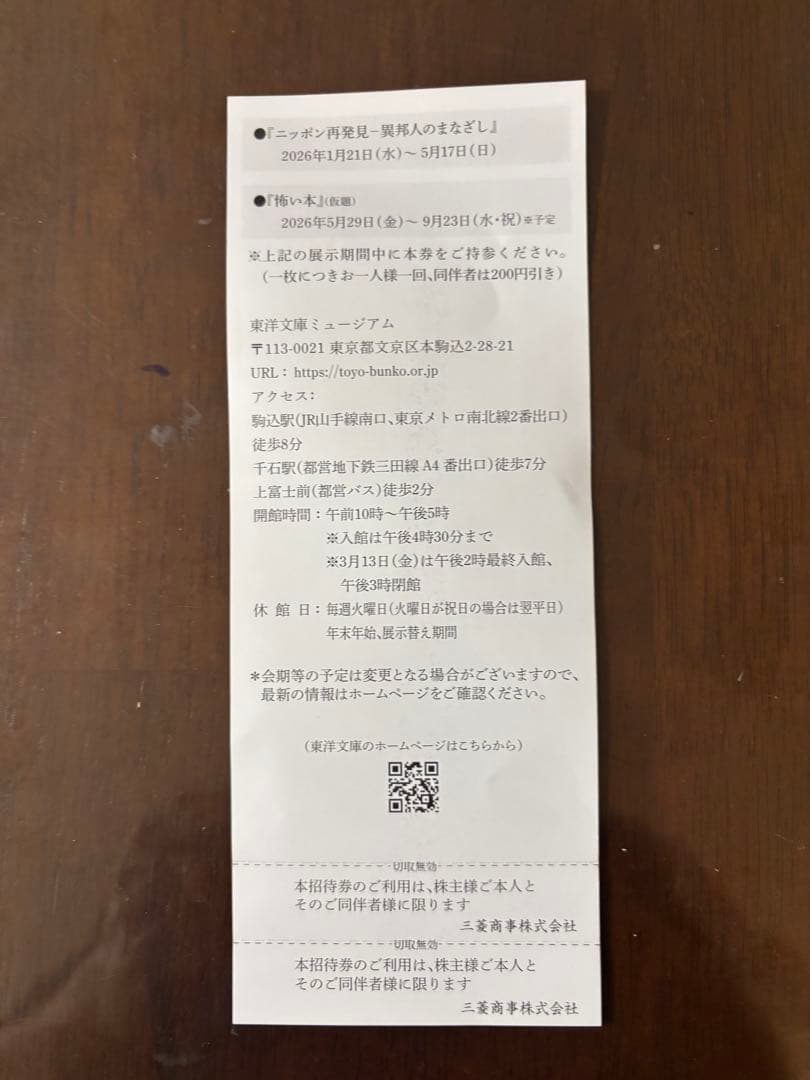 ●『ニッポン再発見－異邦人のまなざし』
2026年1月21日(水)～5月17日(日)
●『怖い本』(仮題)
2026年5月29日(金)～9月23日(水・祝)※予定
※上記の展示期間中に本券をご持参ください。
(一枚につきお一人様一回、同伴者は200円引き)
東洋文庫ミュージアム
〒113-0021 東京都文京区本駒込2-28-21
URL：https://toyo-bunko.or.jp
アクセス：
駒込駅(JR山手線南口、東京メトロ南北線2番出口)
徒歩8分
千石駅(都営地下鉄三田線 A4 番出口)徒歩7分
上富士前(都営バス)徒歩2分
開館時間：午前10時～午後5時
※入館は午後4時30分まで
※3月13日(金)は午後2時最終入館、
午後3時閉館
休館日：毎週火曜日(火曜日が祝日の場合は翌平日)
年末年始、展示替え期間
＊会期等の予定は変更となる場合がございますので、
最新の情報はホームページをご確認ください。
(東洋文庫のホームページはこちらから)
切取無効
本招待券のご利用は、株主様ご本人と
そのご同伴者様に限ります
三菱商事株式会社
切取無効
本招待券のご利用は、株主様ご本人と
そのご同伴者様に限ります
三菱商事株式会社